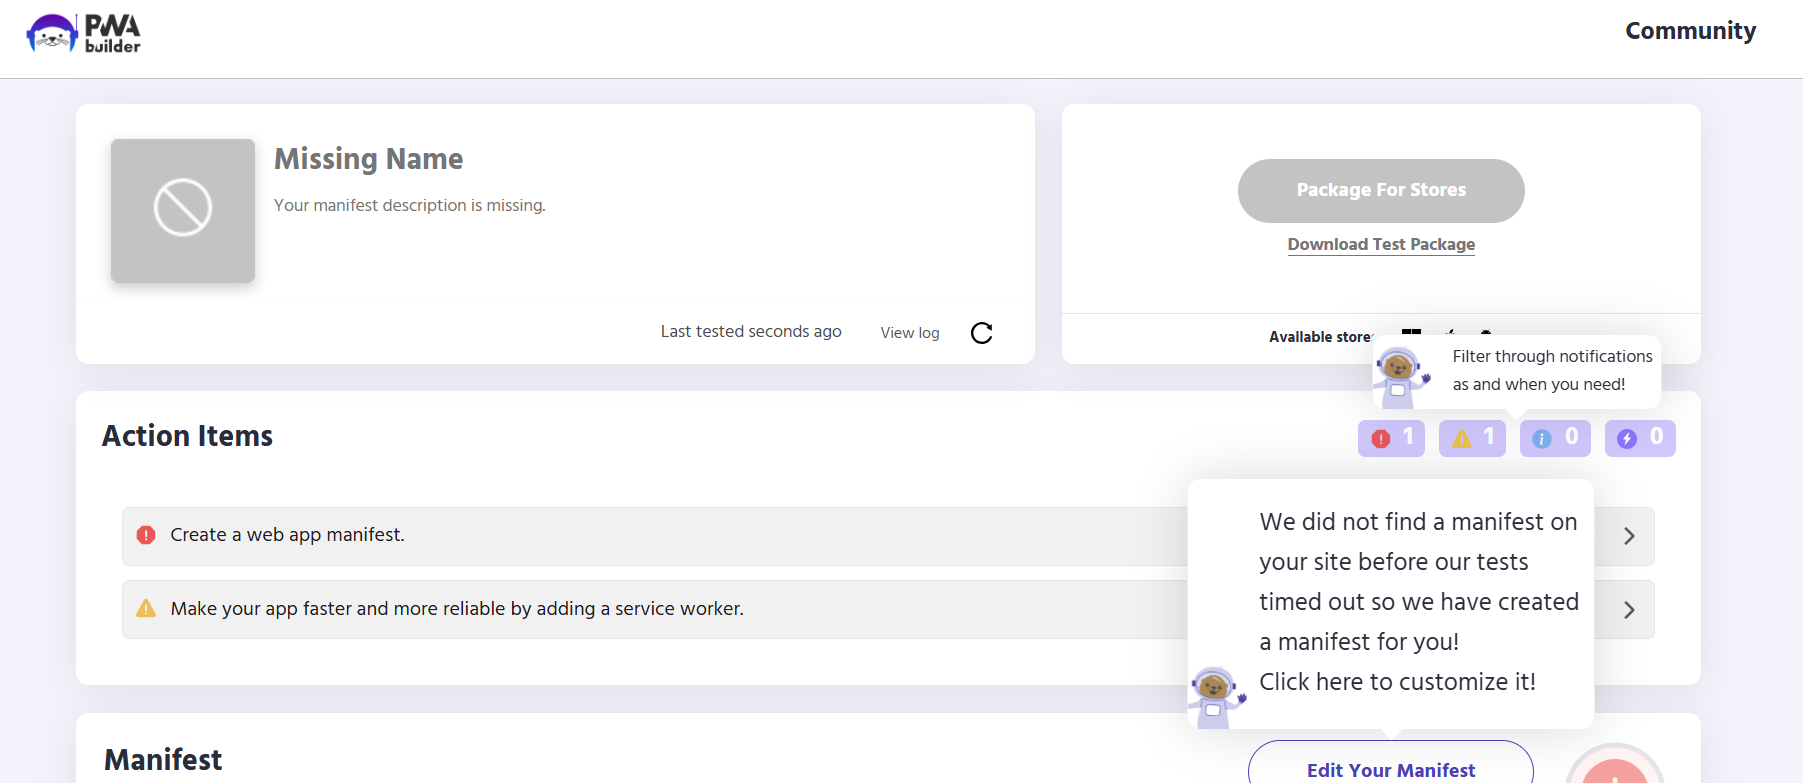 PWA
builder
Community
Missing Name
Your manifest description is missing.
Last tested seconds ago
View log
Package For Stores
Download Test Package
Available stores
Filter through notifications
as and when you need!
Action Items
1
1
0
0
Create a web app manifest.
Make your app faster and more reliable by adding a service worker.
We did not find a manifest on
your site before our tests
timed out so we have created
a manifest for you!
Click here to customize it!
Manifest
Edit Your Manifest